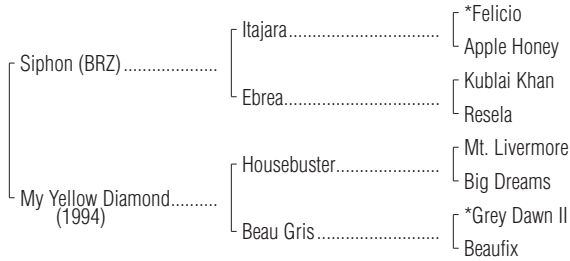 *Felicio
Itajara
Apple Honey
Siphon (BRZ)
Kublai Khan
Ebrea
Resela
Mt. Livermore
Housebuster
Big Dreams
My Yellow Diamond
(1994)
*Grey Dawn II
Beau Gris
Beaufix